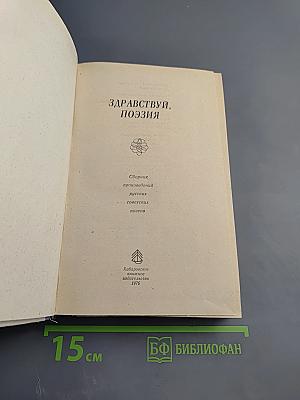 ЗДРАВСТВУЙ,
ПОЭЗИЯ
Сборник
произведений
русских
советских
поэтов
Хабаровское
книжное
издательство
1976
15 см
БФ БИБЛИОФАН